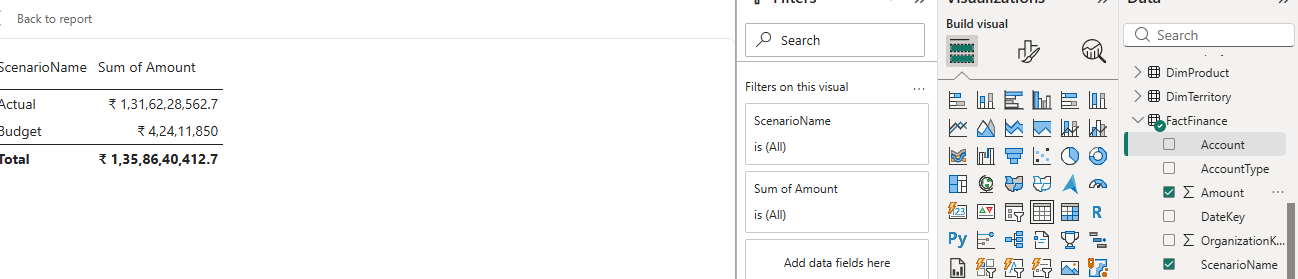 Back to report
ScenarioName Sum of Amount
Actual ₹ 1,31,62,28,562.7
Budget ₹ 4,24,11,850
Total ₹ 1,35,86,40,412.7
Filters
Search
Filters on this visual
...
ScenarioName
is (All)
Sum of Amount
is (All)
Add data fields here
Visualizations
Build visual
123
R
Py
Data
Search
DimProduct
DimTerritory
FactFinance
Account
AccountType
Σ Amount ...
DateKey
Σ OrganizationK...
ScenarioName